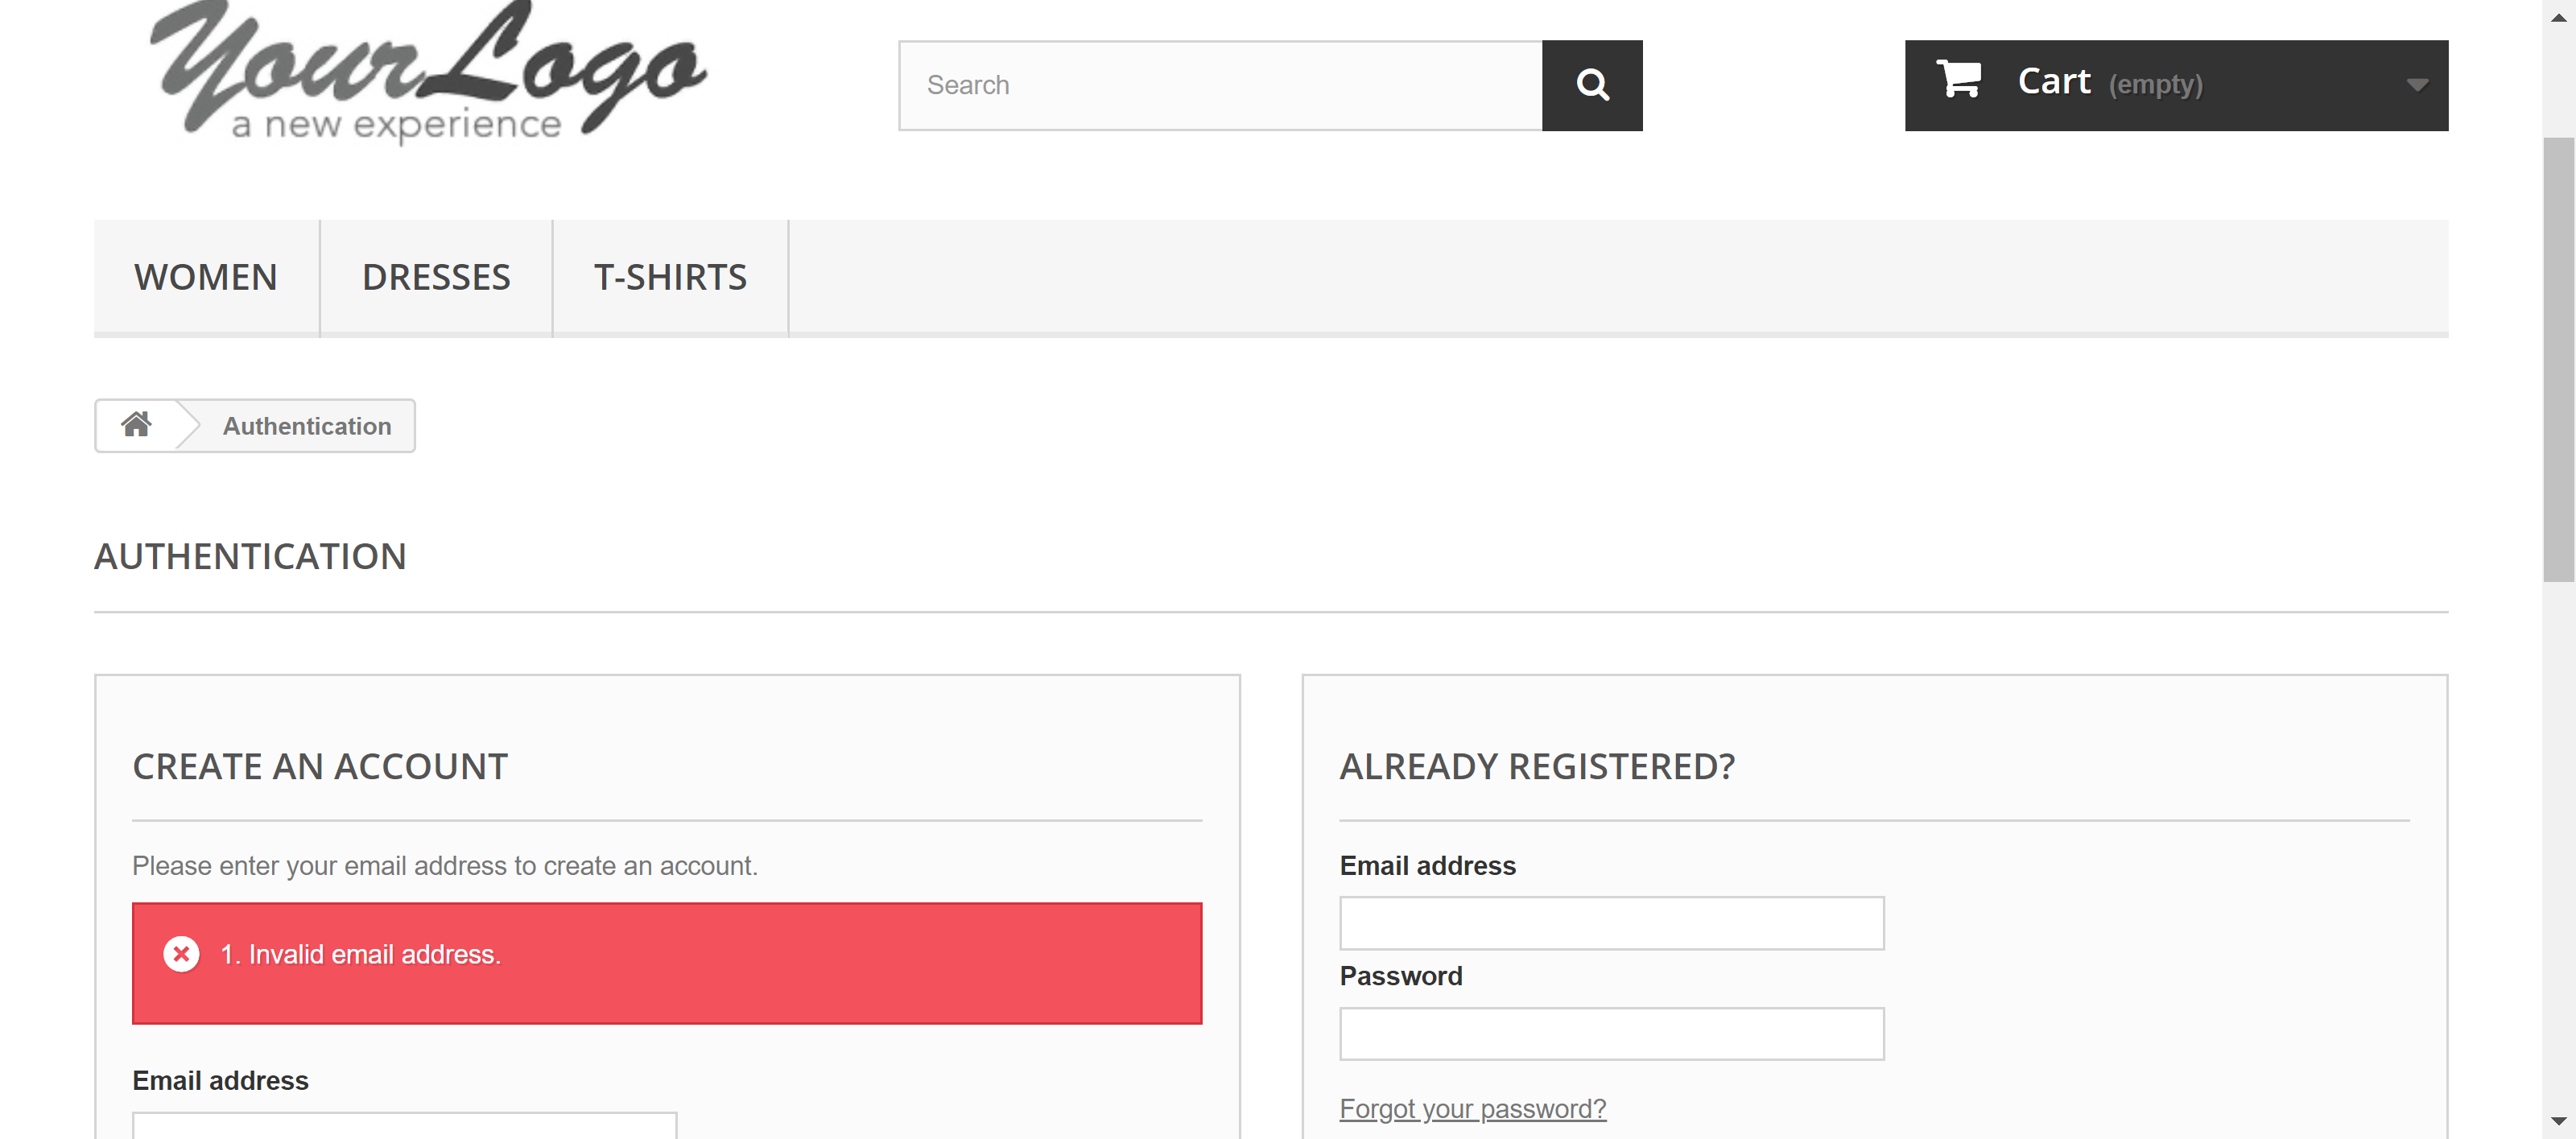 YourLogo
a new experience
Search
Cart (empty)
WOMEN
DRESSES
T-SHIRTS
Authentication
AUTHENTICATION
CREATE AN ACCOUNT
Please enter your email address to create an account.
1. Invalid email address.
Email address
ALREADY REGISTERED?
Email address
Password
Forgot your password?